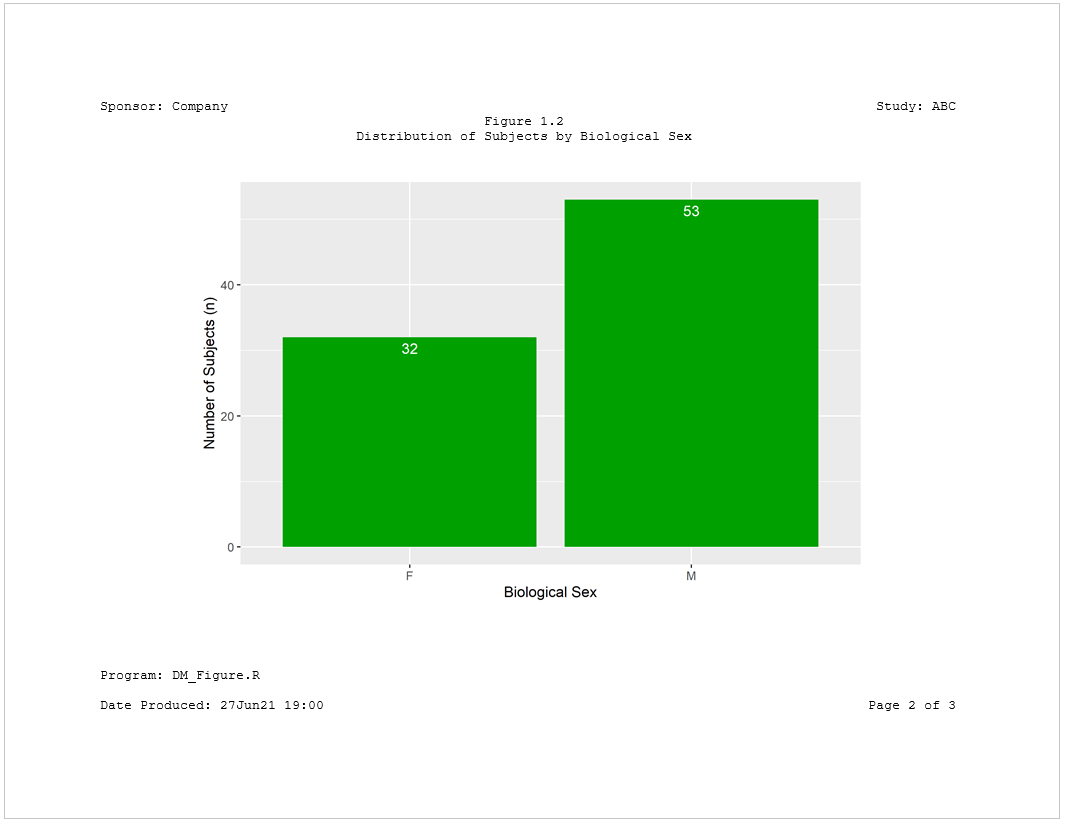 Sponsor: Company Study: ABC
Figure 1.2
Distribution of Subjects by Biological Sex
53
40
32
Number of Subjects (n)
20
0
F M
Biological Sex
Program: DM_Figure.R
Date Produced: 27Jun21 19:00 Page 2 of 3